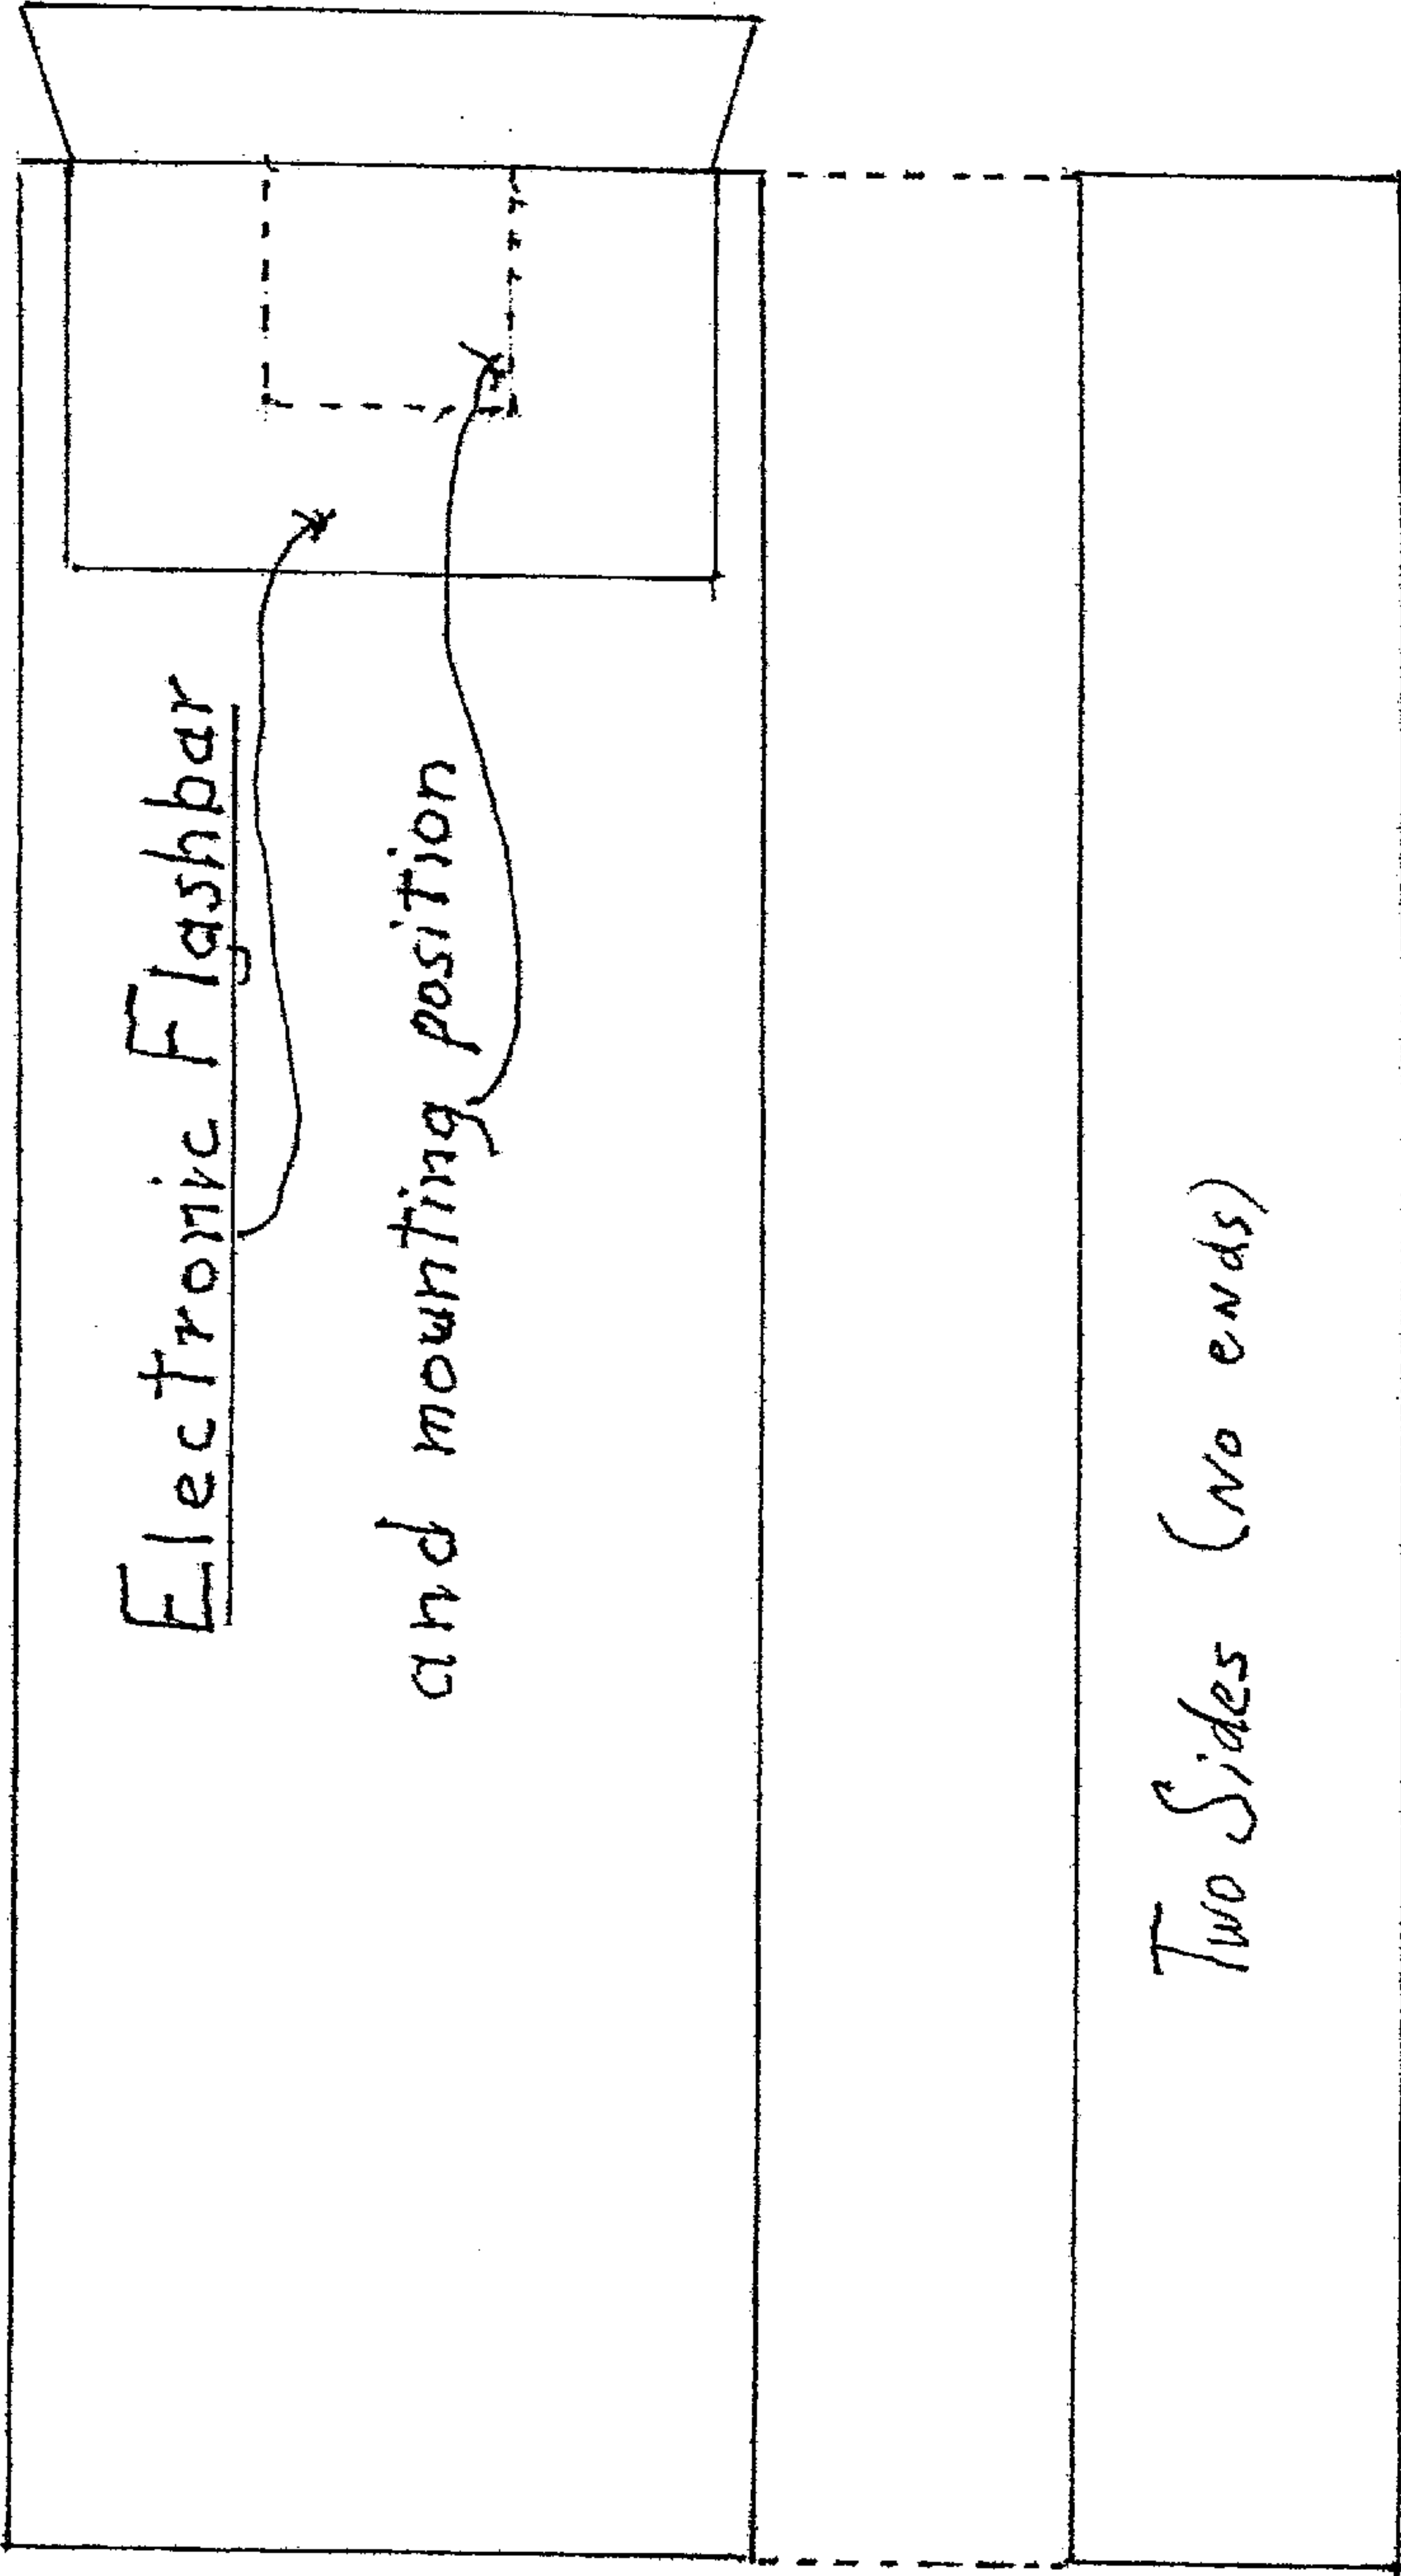 Electronic Flashbar
and mounting position
Two Sides (No ends)